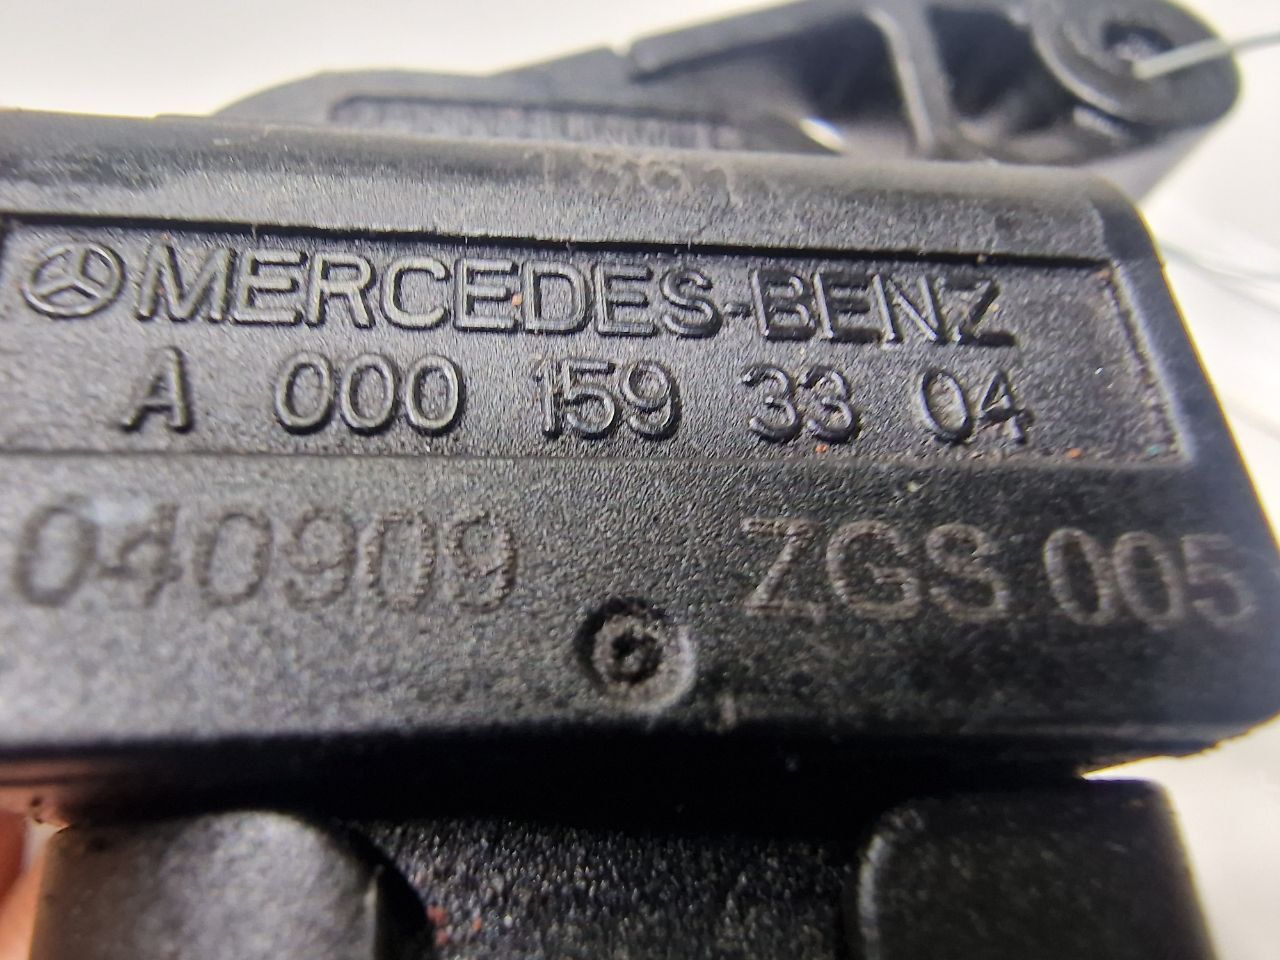 MERCEDES-BENZ
A 000 159 33 04
040909 ZGS 005